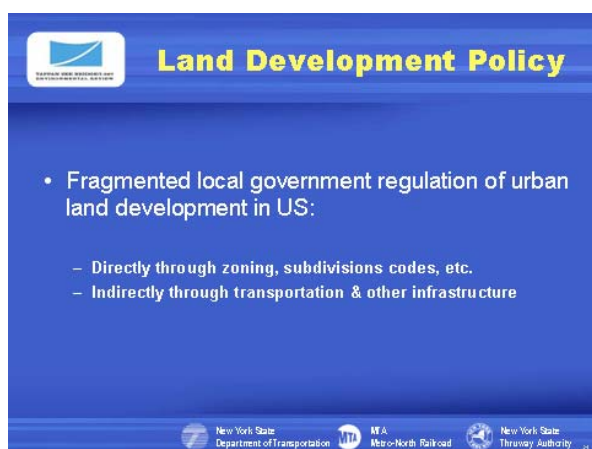 Land Development Policy
• Fragmented local government regulation of urban
land development in US:
– Directly through zoning, subdivisions codes, etc.
– Indirectly through transportation & other infrastructure
New York State
Department of Transportation
MTA
MTA
Metro-North Railroad
New York State
Thruway Authority